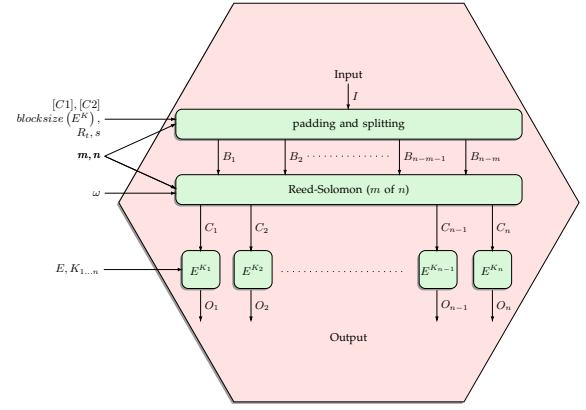 Input
I
[C1], [C2]
blocksize (E^K) ,
R_t, s
padding and splitting
m, n
B_1 B_2 ........... B_{n−m−1} B_{n−m}
Reed-Solomon (m of n)
ω
C_1 C_2 C_{n−1} C_n
E, K_{1...n}
E^{K_1} E^{K_2} ........... E^{K_{n−1}} E^{K_n}
O_1 O_2 O_{n−1} O_n
Output